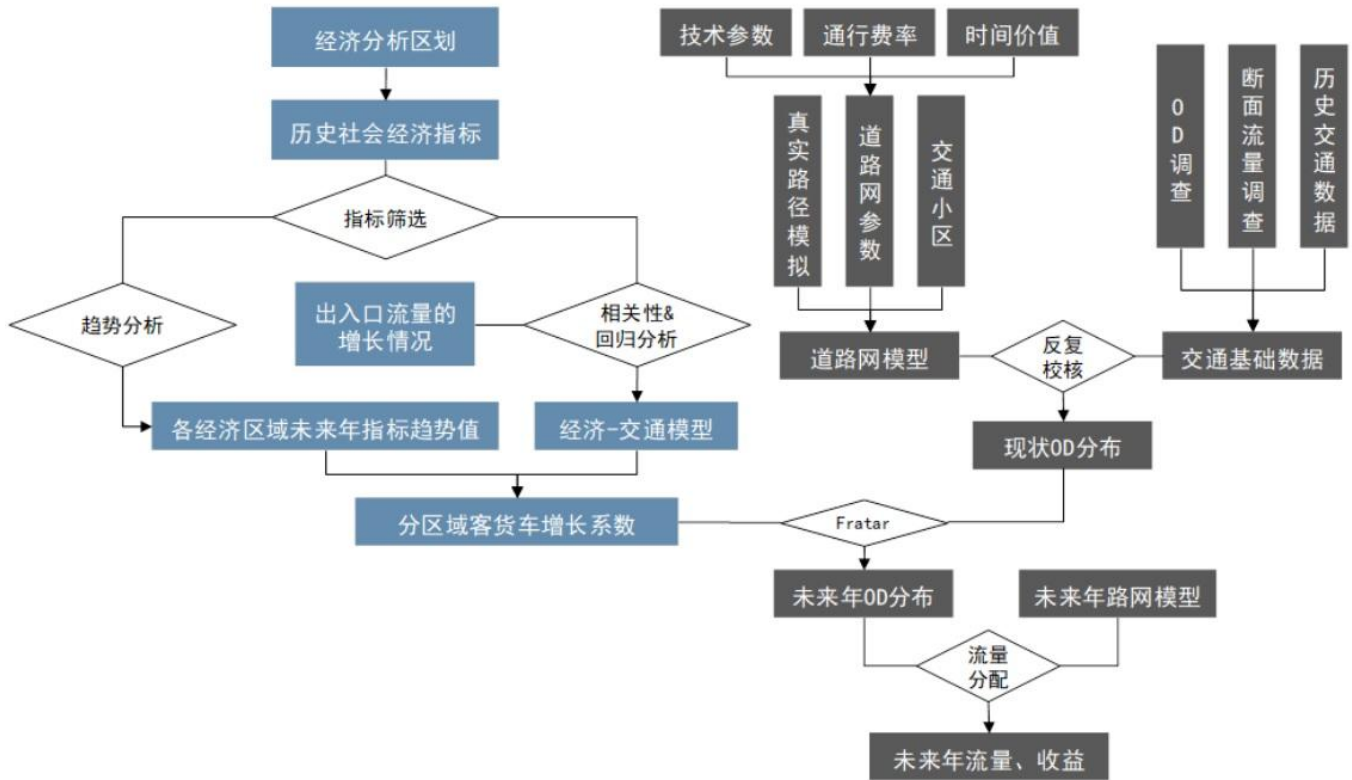 经济分析区划
历史社会经济指标
指标筛选
趋势分析
出入口流量的
增长情况
相关性&
回归分析
各经济区域未来年指标趋势值
经济-交通模型
分区域客货车增长系数
技术参数
通行费率
时间价值
真实路径模拟
道路网参数
交通小区
OD调查
断面流量调查
历史交通数据
道路网模型
反复
校核
交通基础数据
现状OD分布
Fratar
未来年OD分布
未来年路网模型
流量
分配
未来年流量、收益